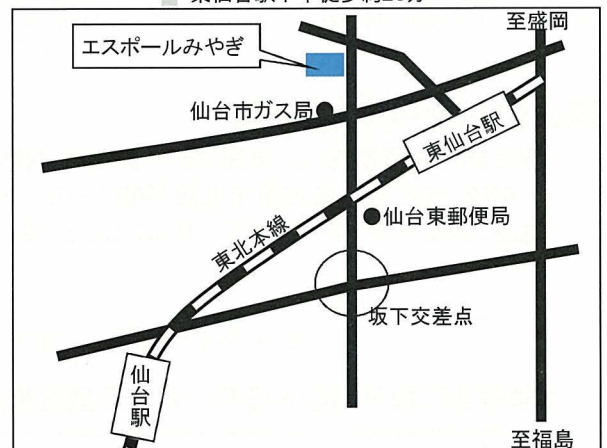 至盛岡
エスポールみやぎ
仙台市ガス局
東仙台駅
仙台東郵便局
東北本線
坂下交差点
仙台駅
至福島